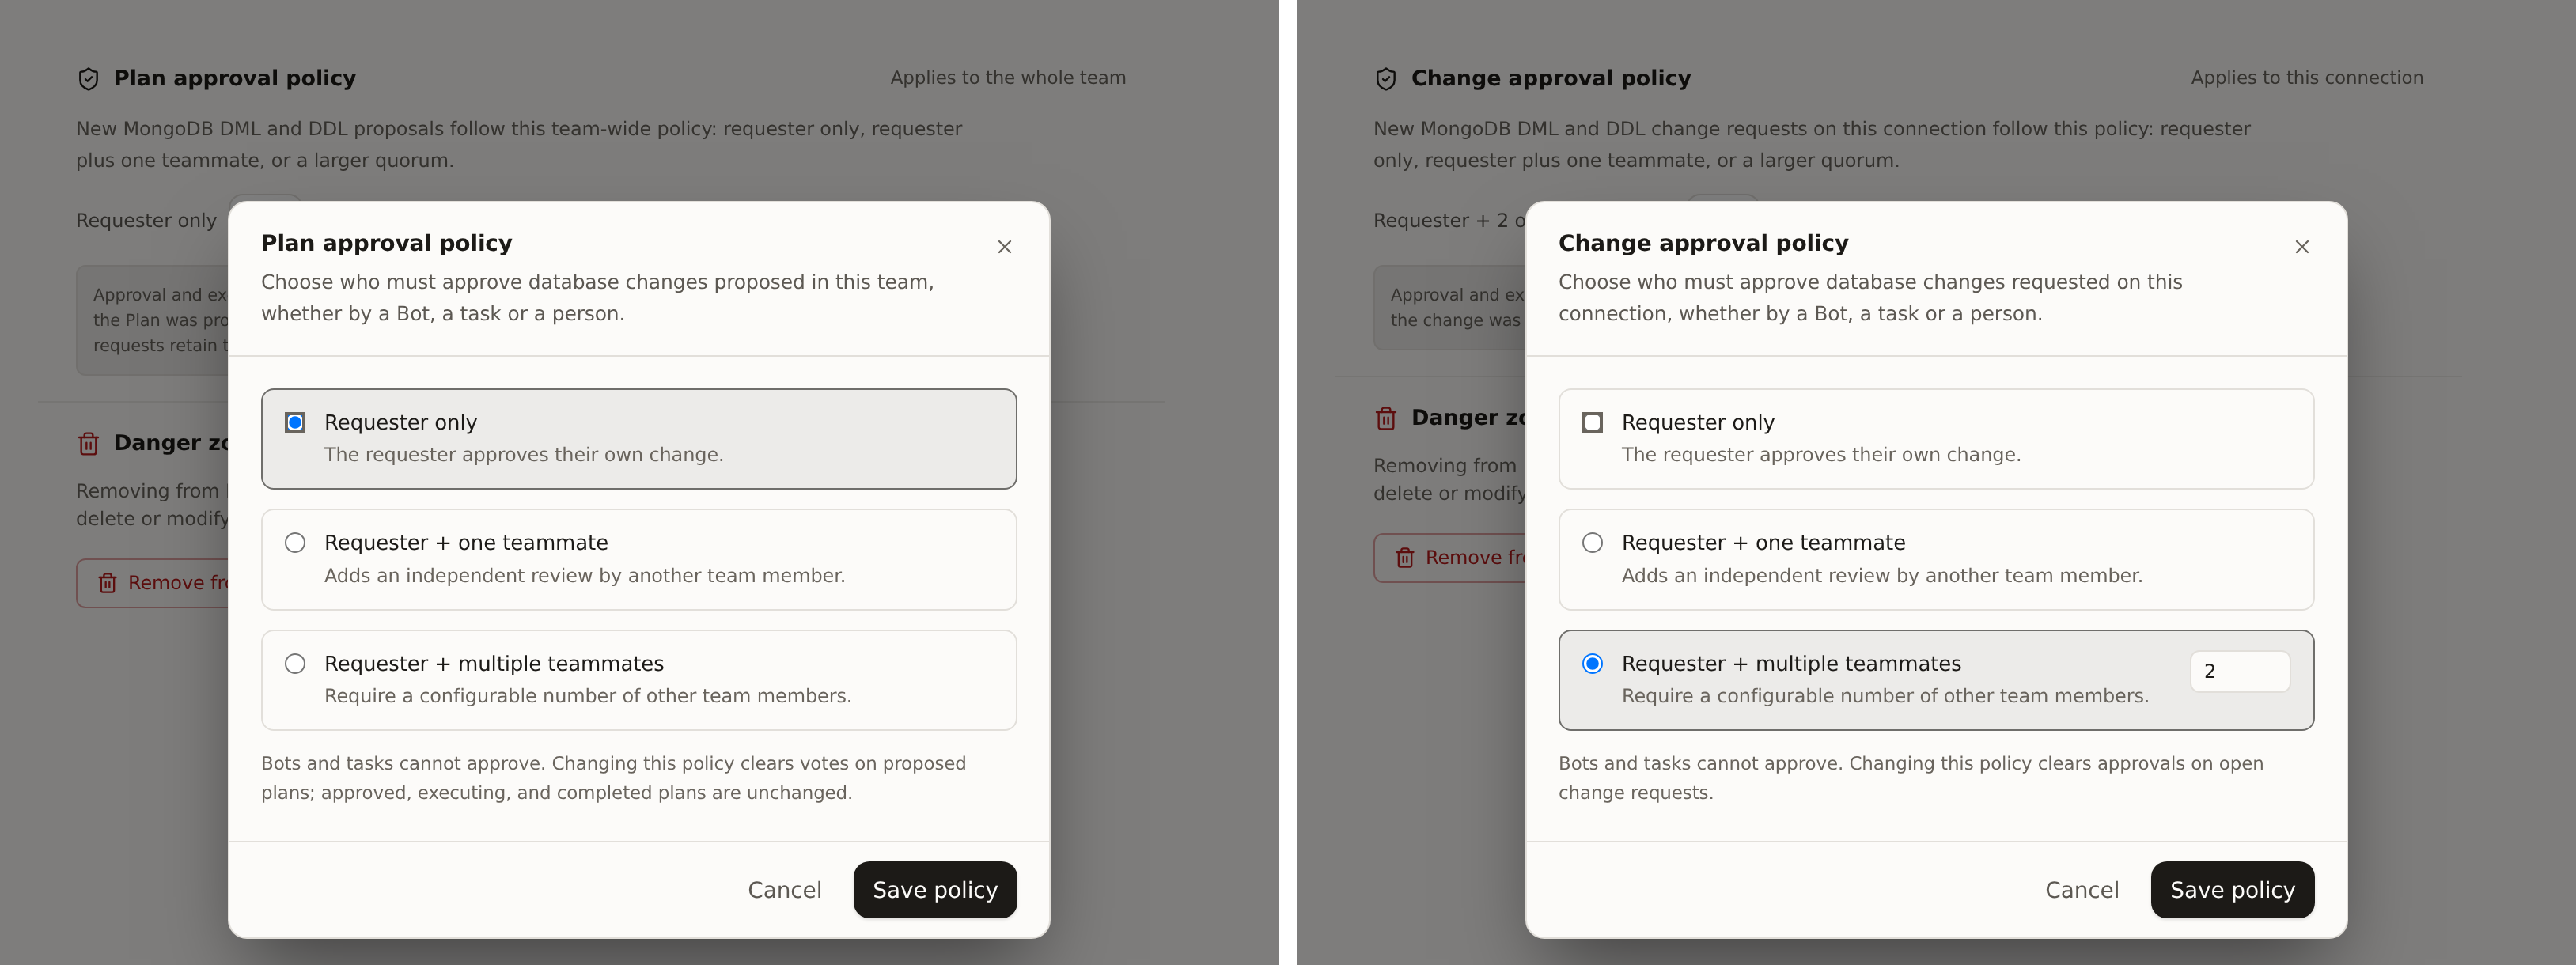 Plan approval policy
Applies to the whole team
New MongoDB DML and DDL proposals follow this team-wide policy: requester only, requester
plus one teammate, or a larger quorum.
Requester only
Approval and ex
the Plan was pro
requests retain t
Danger zo
Removing from
delete or modify
Remove fro
Plan approval policy
Choose who must approve database changes proposed in this team,
whether by a Bot, a task or a person.
Requester only
The requester approves their own change.
Requester + one teammate
Adds an independent review by another team member.
Requester + multiple teammates
Require a configurable number of other team members.
Bots and tasks cannot approve. Changing this policy clears votes on proposed
plans; approved, executing, and completed plans are unchanged.
Cancel
Save policy
Change approval policy
Applies to this connection
New MongoDB DML and DDL change requests on this connection follow this policy: requester
only, requester plus one teammate, or a larger quorum.
Requester + 2 o
Approval and ex
the change was
Danger zo
Removing from
delete or modify
Remove fro
Change approval policy
Choose who must approve database changes requested on this
connection, whether by a Bot, a task or a person.
Requester only
The requester approves their own change.
Requester + one teammate
Adds an independent review by another team member.
Requester + multiple teammates
2
Require a configurable number of other team members.
Bots and tasks cannot approve. Changing this policy clears approvals on open
change requests.
Cancel
Save policy